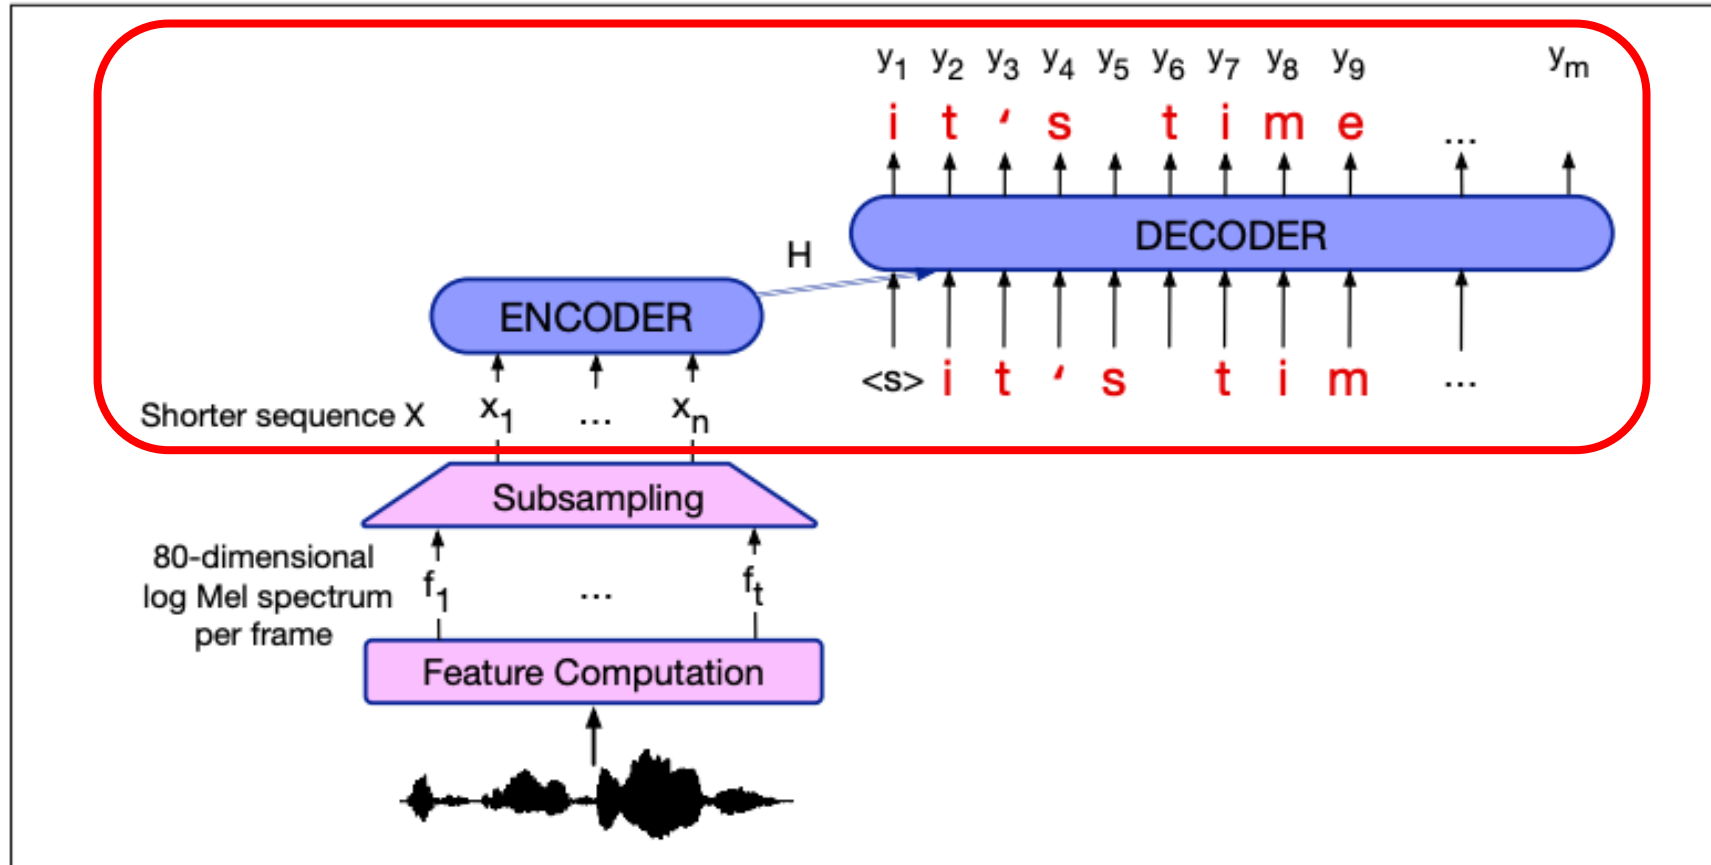 y1 y2 y3 y4 y5 y6 y7 y8 y9 ym
i t ‘ s t i m e ...
DECODER
H
ENCODER
<s> i t ‘ s t i m ...
Shorter sequence X x1 ... xn
Subsampling
80-dimensional
log Mel spectrum
per frame
f1 ... ft
Feature Computation